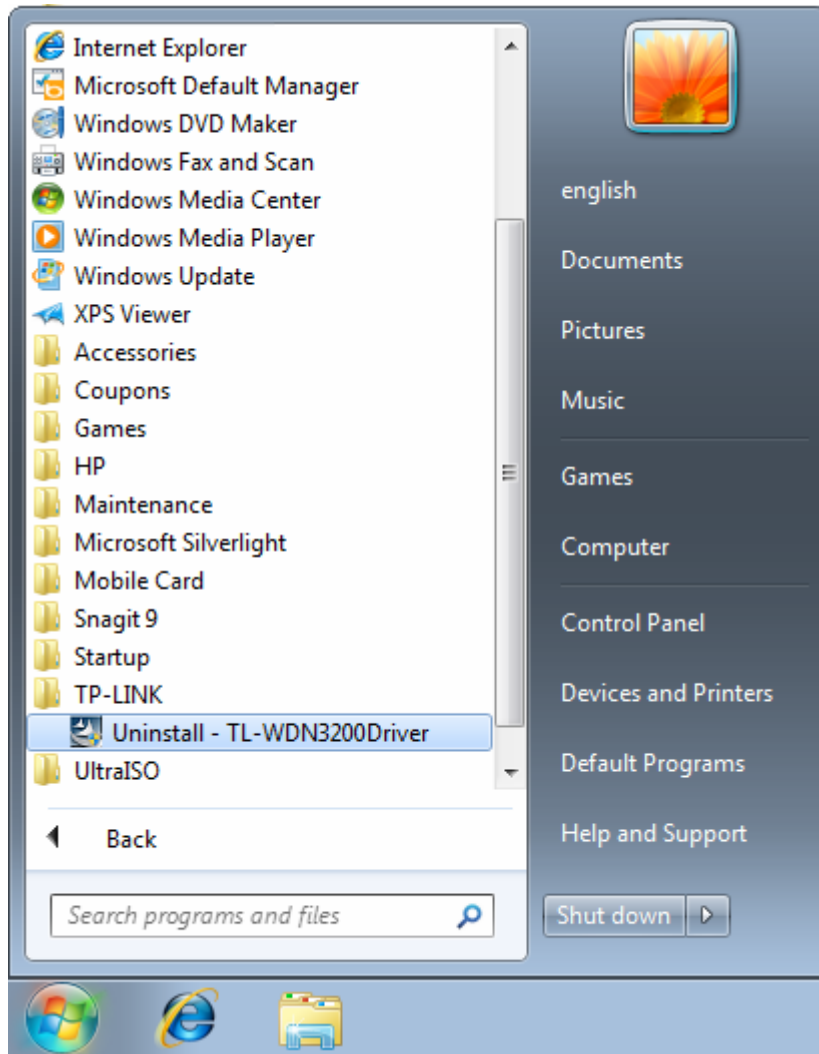 Internet Explorer
Microsoft Default Manager
Windows DVD Maker
Windows Fax and Scan
Windows Media Center
Windows Media Player
Windows Update
XPS Viewer
Accessories
Coupons
Games
HP
Maintenance
Microsoft Silverlight
Mobile Card
Snagit 9
Startup
TP-LINK
Uninstall - TL-WDN3200Driver
UltraISO
Back
Search programs and files
english
Documents
Pictures
Music
Games
Computer
Control Panel
Devices and Printers
Default Programs
Help and Support
Shut down